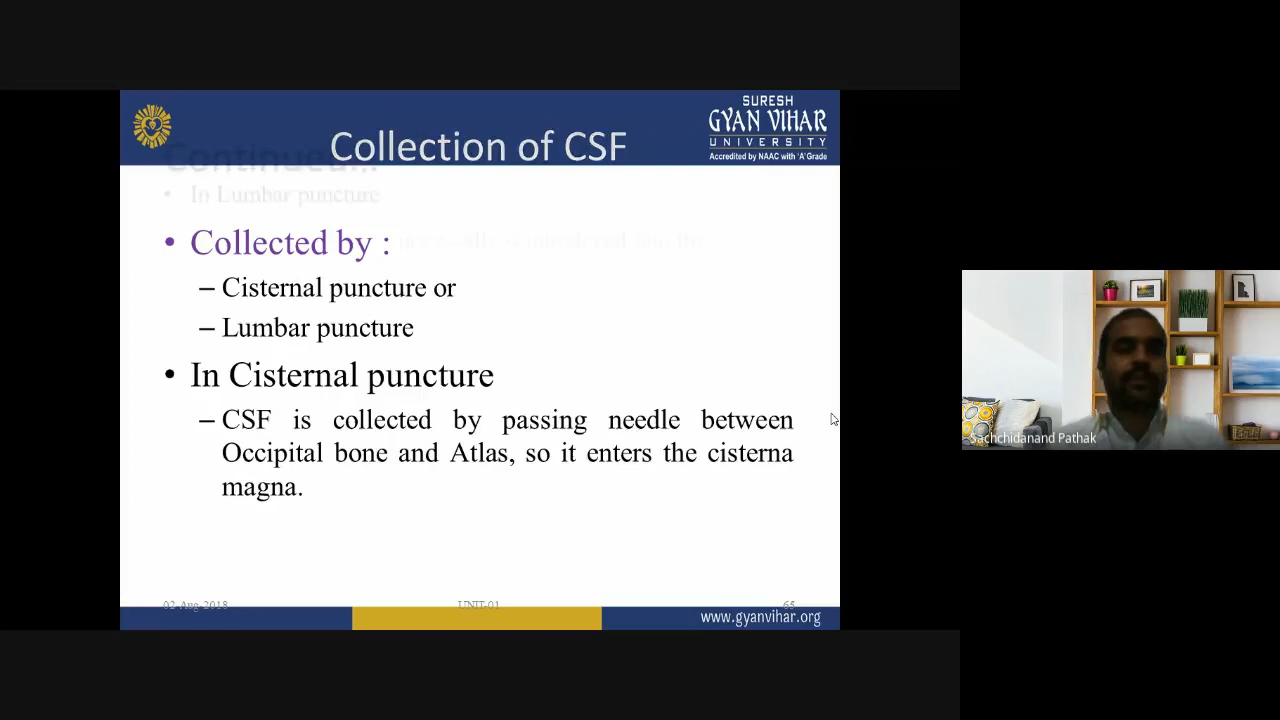 SURESH
GYAN VIHAR
UNIVERSITY
Accredited by NAAC with 'A' Grade
Collection of CSF
Continued...
• In Lumbar puncture
• Collected by :
– Cisternal puncture or
– Lumbar puncture
• In Cisternal puncture
– CSF is collected by passing needle between
Occipital bone and Atlas, so it enters the cisterna
magna.
02-Aug-2018
UNIT-01
65
www.gyanvihar.org
Sachchidanand Pathak